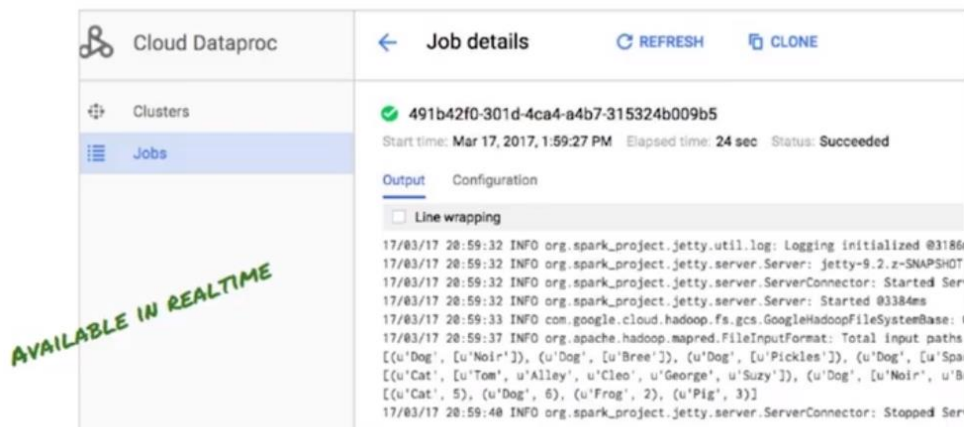 Cloud Dataproc
Job details
REFRESH
CLONE
Clusters
Jobs
491b42f0-301d-4ca4-a4b7-315324b009b5
Start time: Mar 17, 2017, 1:59:27 PM Elapsed time: 24 sec Status: Succeeded
Output Configuration
Line wrapping
17/03/17 20:59:32 INFO org.spark_project.jetty.util.log: Logging initialized @3186
17/03/17 20:59:32 INFO org.spark_project.jetty.server.Server: jetty-9.2.z-SNAPSHOT
17/03/17 20:59:32 INFO org.spark_project.jetty.server.ServerConnector: Started Ser
17/03/17 20:59:32 INFO org.spark_project.jetty.server.Server: Started @3384ms
17/03/17 20:59:33 INFO com.google.cloud.hadoop.fs.gcs.GoogleHadoopFileSystemBase:
17/03/17 20:59:37 INFO org.apache.hadoop.mapred.FileInputFormat: Total input paths
[(u'Dog', [u'Noir']), (u'Dog', [u'Bree']), (u'Dog', [u'Pickles']), (u'Dog', [u'Spa
[(u'Cat', [u'Tom', u'Alley', u'Cleo', u'George', u'Suzy']), (u'Dog', [u'Noir', u'B
[(u'Cat', 5), (u'Dog', 6), (u'Frog', 2), (u'Pig', 3)]
17/03/17 20:59:40 INFO org.spark_project.jetty.server.ServerConnector: Stopped Ser
AVAILABLE IN REALTIME